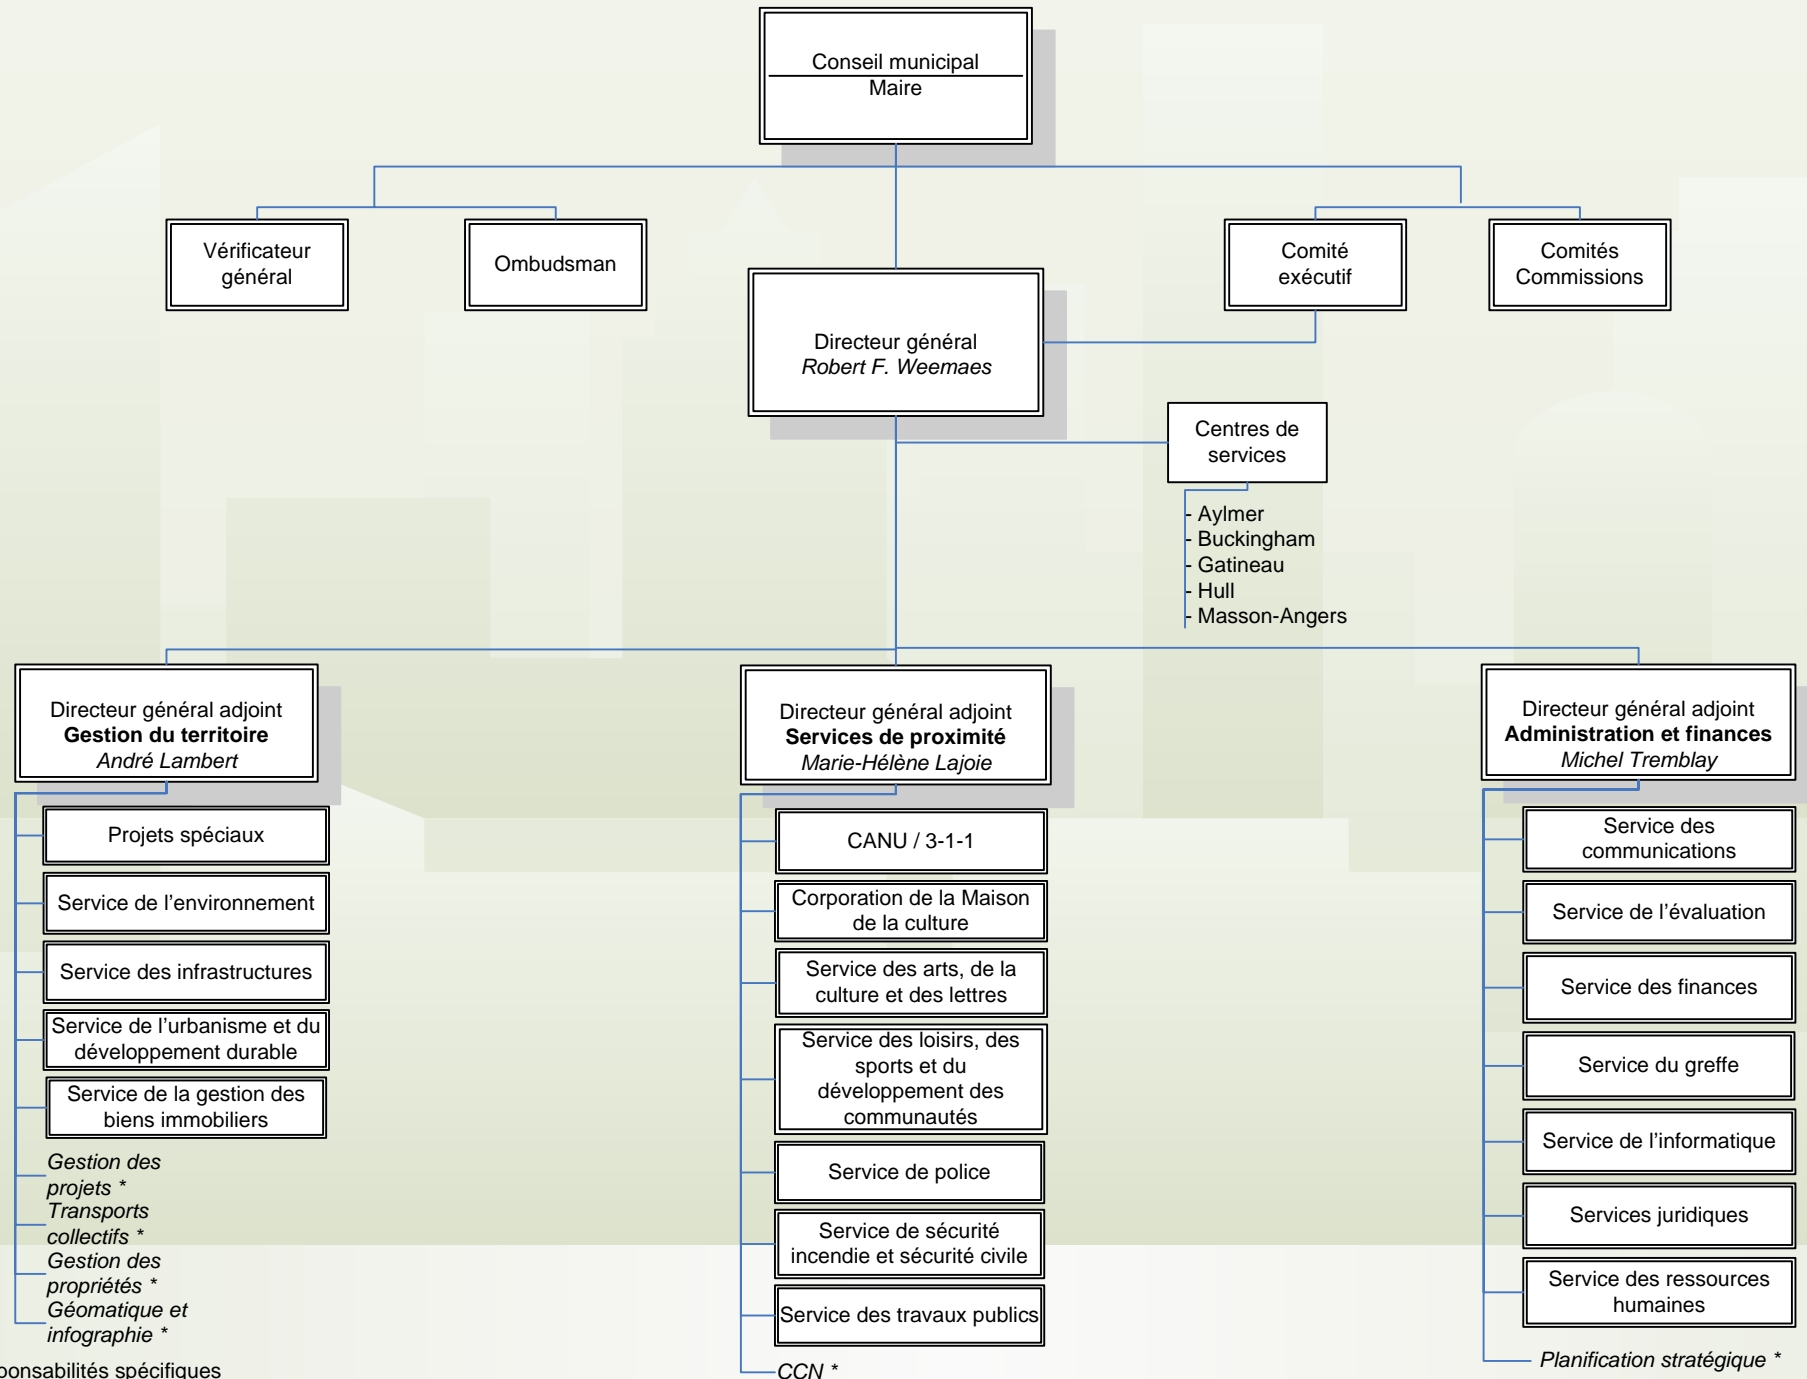 Conseil municipal
Maire
Vérificateur
général
Ombudsman
Comité
exécutif
Comités
Commissions
Directeur général
Robert F. Weemaes
Centres de
services
- Aylmer
- Buckingham
- Gatineau
- Hull
- Masson-Angers
Directeur général adjoint
Gestion du territoire
André Lambert
Projets spéciaux
Service de l'environnement
Service des infrastructures
Service de l'urbanisme et du
développement durable
Service de la gestion des
biens immobiliers
Gestion des
projets *
Transports
collectifs *
Gestion des
propriétés *
Géomatique et
infographie *
Directeur général adjoint
Services de proximité
Marie-Hélène Lajoie
CANU / 3-1-1
Corporation de la Maison
de la culture
Service des arts, de la
culture et des lettres
Service des loisirs, des
sports et du
développement des
communautés
Service de police
Service de sécurité
incendie et sécurité civile
Service des travaux publics
CCN *
Directeur général adjoint
Administration et finances
Michel Tremblay
Service des
communications
Service de l'évaluation
Service des finances
Service du greffe
Service de l'informatique
Services juridiques
Service des ressources
humaines
Planification stratégique *
ponsabilités spécifiques